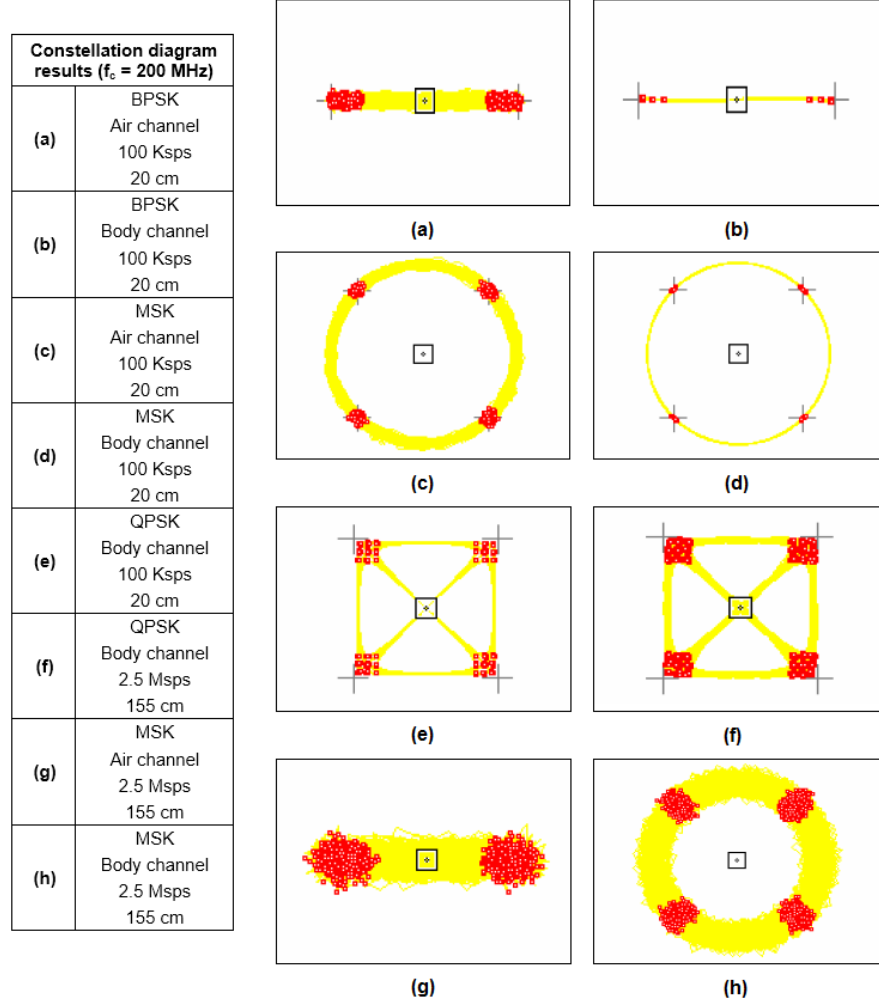 Constellation diagram
results (fc = 200 MHz)
(a)
BPSK
Air channel
100 Ksps
20 cm
(b)
BPSK
Body channel
100 Ksps
20 cm
(c)
MSK
Air channel
100 Ksps
20 cm
(d)
MSK
Body channel
100 Ksps
20 cm
(e)
QPSK
Body channel
100 Ksps
20 cm
(f)
QPSK
Body channel
2.5 Msps
155 cm
(g)
MSK
Air channel
2.5 Msps
155 cm
(h)
MSK
Body channel
2.5 Msps
155 cm
(a)
(b)
(c)
(d)
(e)
(f)
(g)
(h)